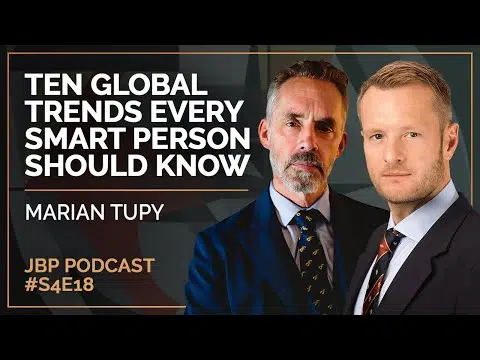 TEN GLOBAL
TRENDS EVERY
SMART PERSON
SHOULD KNOW
MARIAN TUPY
JBP PODCAST
#S4E18